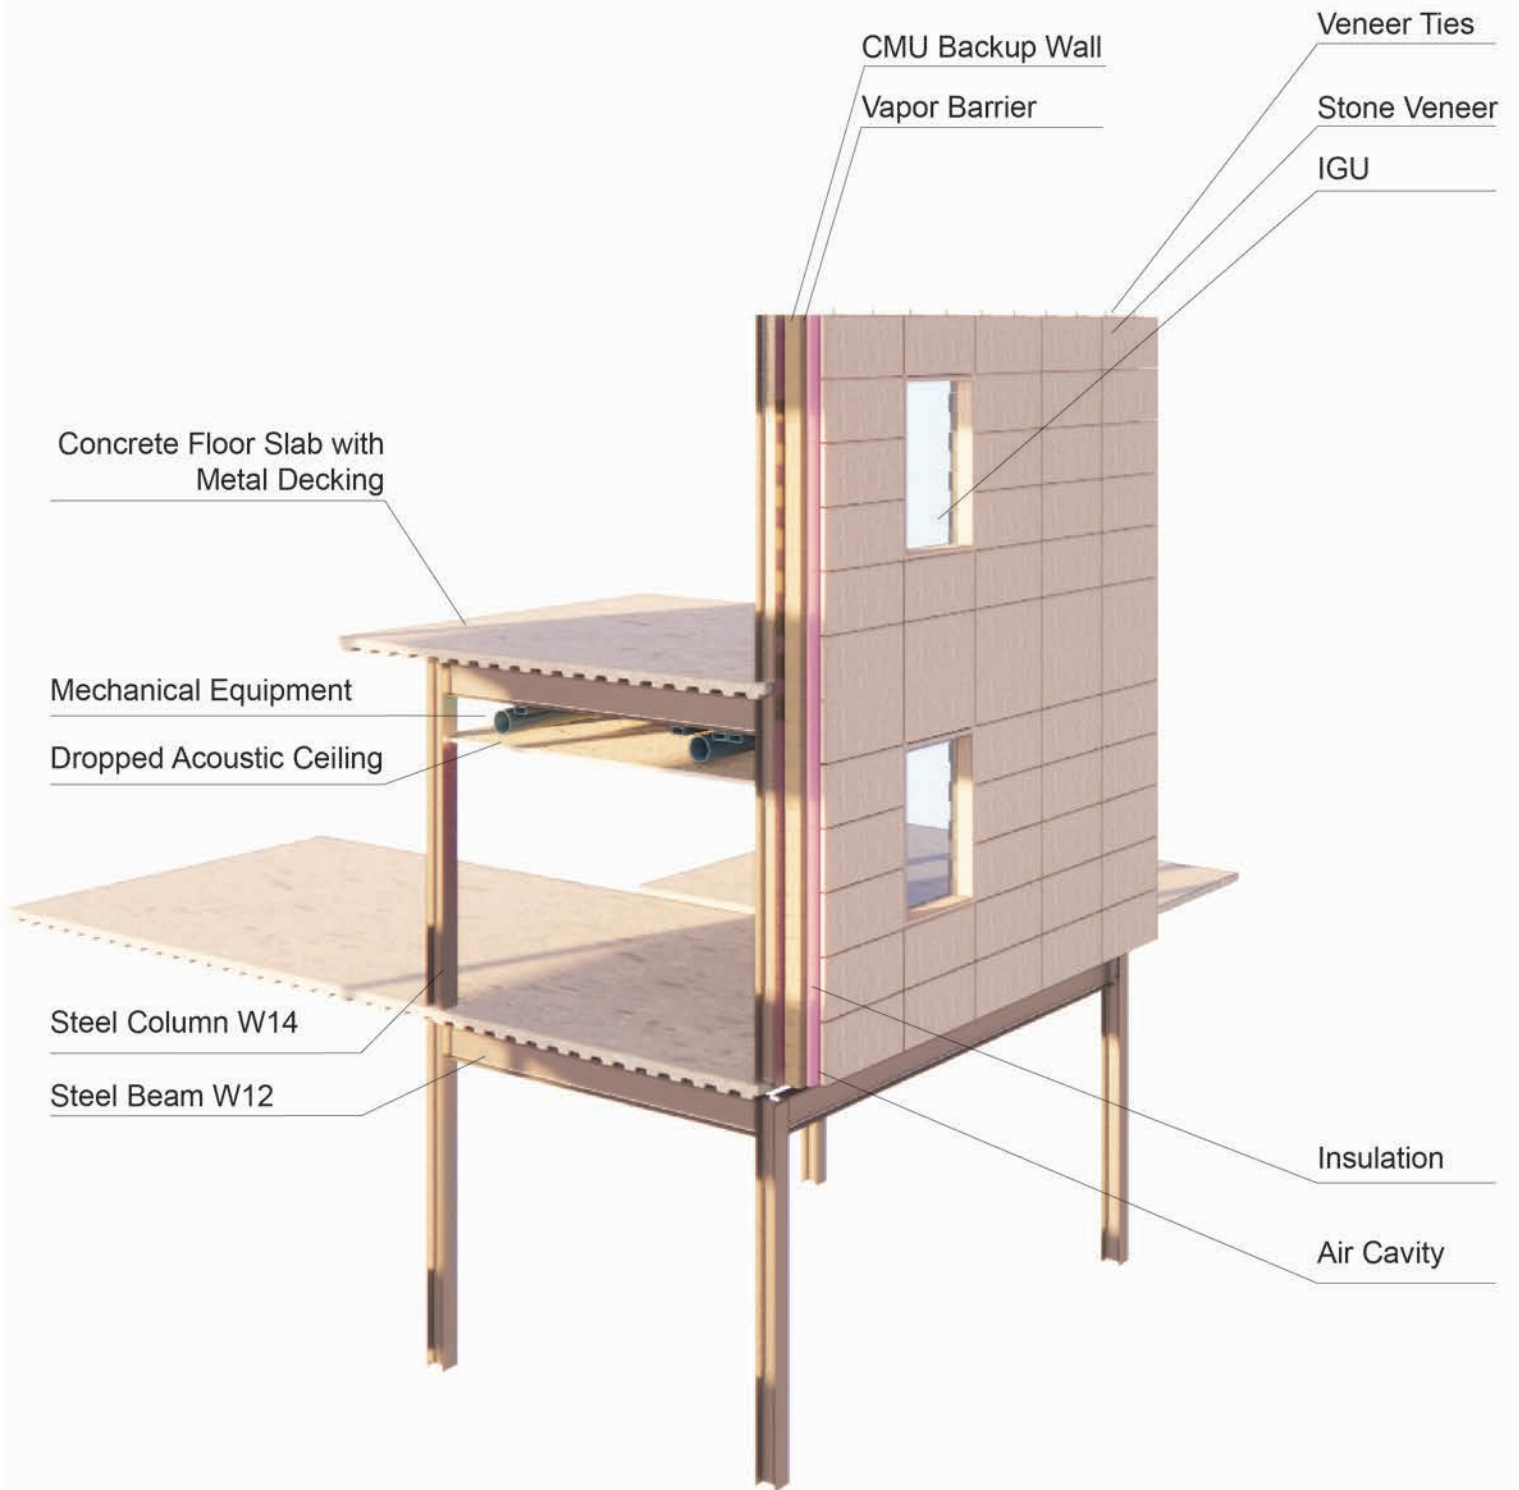 Veneer Ties
CMU Backup Wall
Vapor Barrier
Stone Veneer
IGU
Concrete Floor Slab with
Metal Decking
Mechanical Equipment
Dropped Acoustic Ceiling
Steel Column W14
Steel Beam W12
Insulation
Air Cavity